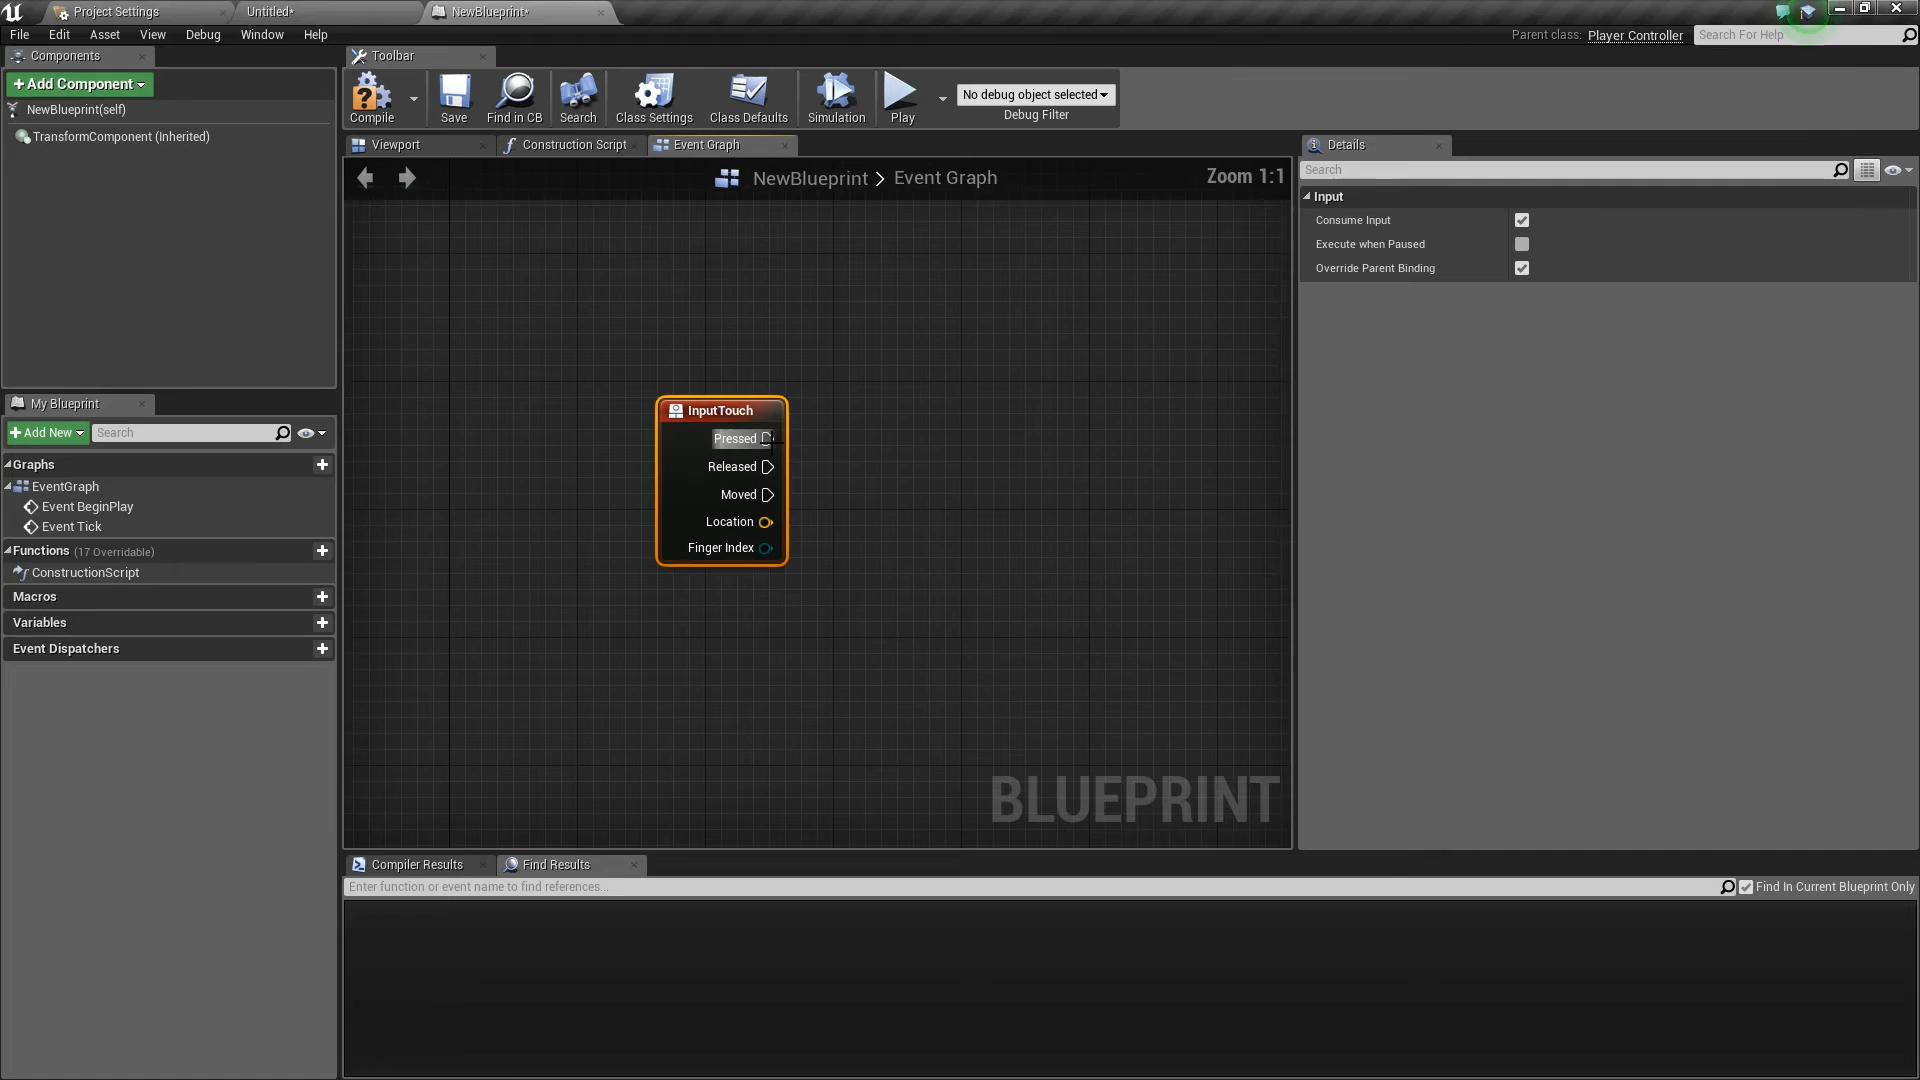 Project Settings
Untitled*
NewBlueprint*
File Edit Asset View Debug Window Help
Parent class: Player Controller
Search For Help
Components
+Add Component
NewBlueprint(self)
TransformComponent (Inherited)
My Blueprint
+Add New
Search
Graphs
EventGraph
Event BeginPlay
Event Tick
Functions (17 Overridable)
ConstructionScript
Macros
Variables
Event Dispatchers
Toolbar
Compile
Save
Find in CB
Search
Class Settings
Class Defaults
Simulation
Play
No debug object selected
Debug Filter
Viewport
Construction Script
Event Graph
NewBlueprint > Event Graph
Zoom 1:1
InputTouch
Pressed
Released
Moved
Location
Finger Index
BLUEPRINT
Compiler Results
Find Results
Enter function or event name to find references...
Find In Current Blueprint Only
Details
Search
Input
Consume Input
Execute when Paused
Override Parent Binding